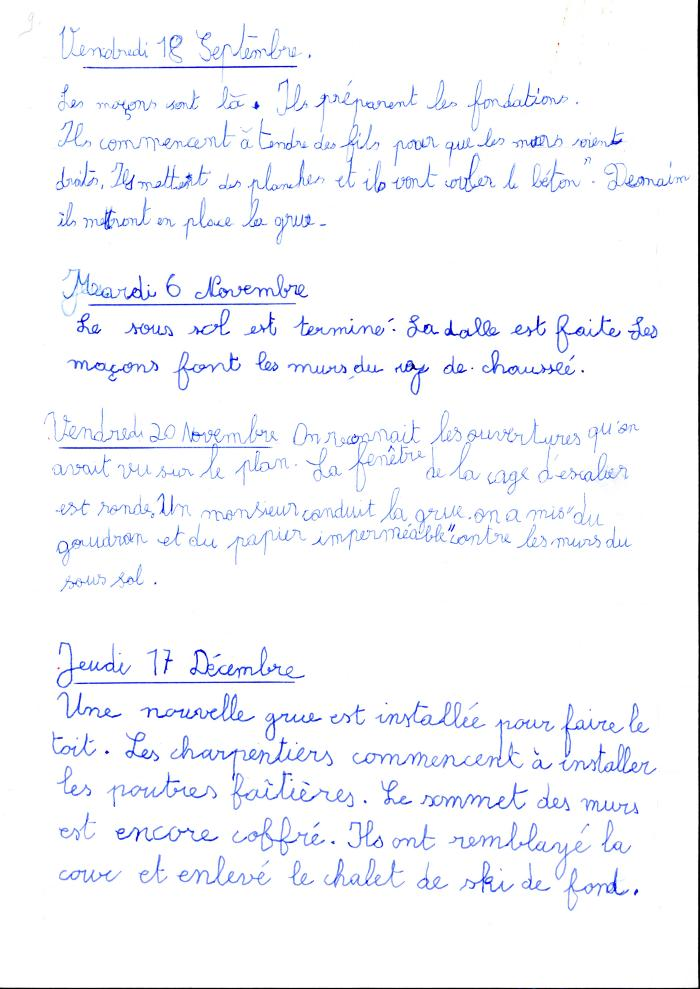 9.
Vendredi 18 Septembre.
Les maçons sont là. Ils préparent les fondations.
Ils commencent à tendre des fils pour que les murs soient
droits. Ils mettent des planches et ils vont couler le béton". Demain
ils mettront en place la grue.
Mardi 6 Novembre
Le sous sol est terminé. La dalle est faite. Les
maçons font les murs du de chaussée.
Vendredi 20 Novembre On reconnait les ouvertures qu'on
avait vu sur le plan. La fenêtre de la cage d'escalier
est ronde. Un monsieur conduit la grue. on a mis "du
goudron et du papier imperméable" contre les murs du
sous sol.
Jeudi 17 Décembre
Une nouvelle grue est installée pour faire le
toit. Les charpentiers commencent à installer
les poutres faîtières. Le sommet des murs
est encore coffré. Ils ont remblayé la
cour et enlevé le chalet de ski de fond.